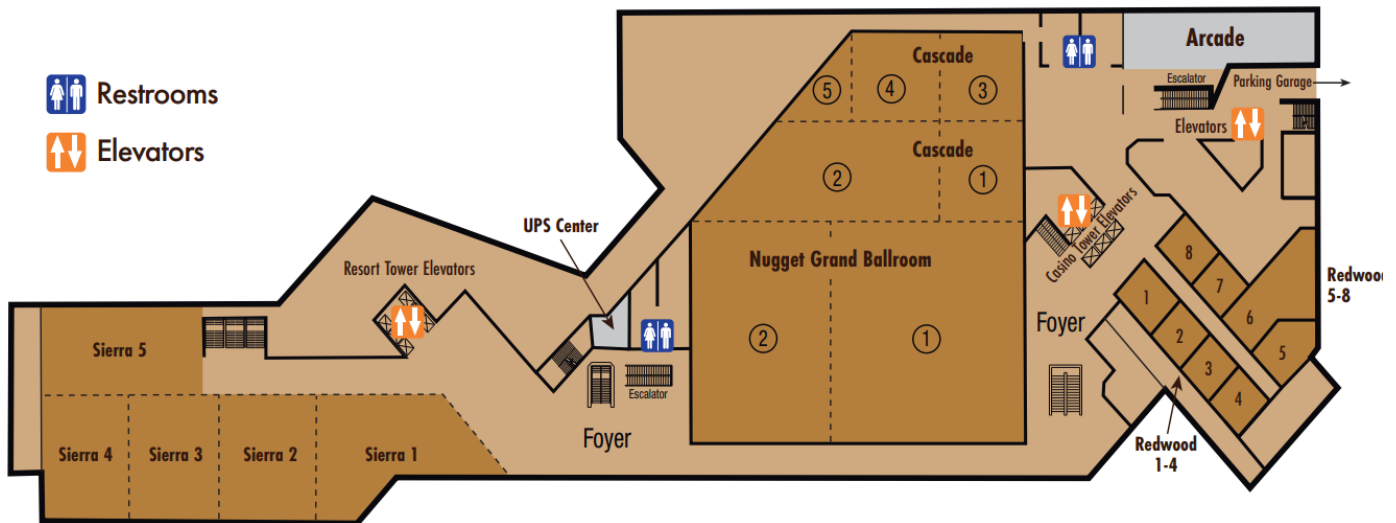 Restrooms
Elevators
Arcade
Escalator
Parking Garage
Elevators
Cascade
5
4
3
Cascade
2
1
UPS Center
Nugget Grand Ballroom
2
1
Casino Tower Elevators
Resort Tower Elevators
Foyer
8
7
6
5
Redwood
5-8
1
2
3
4
Redwood
1-4
Sierra 5
Sierra 4
Sierra 3
Sierra 2
Sierra 1
Escalator
Foyer